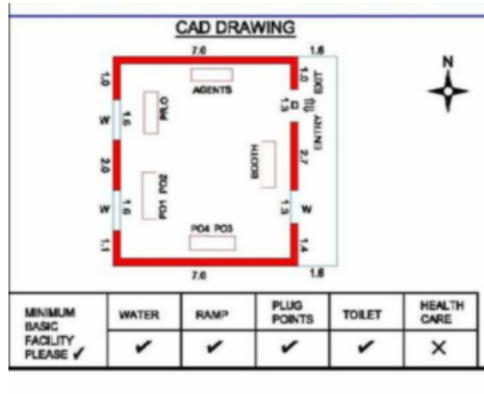 CAD DRAWING
7.0
1.6
N
1.0
AGENTS
1.0
EXIT
PRLO
W
1.6
1.3
ENTRY
2.0
BOOTH
2.7
PO1 PO2
W
1.6
1.3
W
PO4 PO3
1.1
1.4
7.0
1.6
MINIMUM
BASIC
FACILITY
PLEASE ✓
WATER
RAMP
PLUG
POINTS
TOILET
HEALTH
CARE
✓
✓
✓
✓
✕